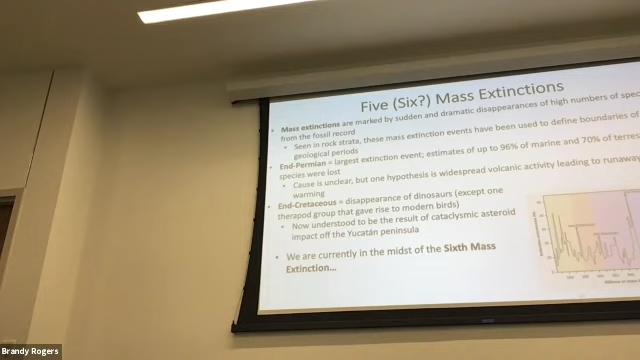 Five (Six?) Mass Extinctions
• Mass extinctions are marked by sudden and dramatic disappearances of high numbers of
from the fossil record
• Seen in rock strata, these mass extinction events have been used to define boundaries of
geological periods
• End-Permian = largest extinction event; estimates of up to 96% of marine and 70% of
species were lost
• Cause is unclear, but one hypothesis is widespread volcanic activity leading to runaway
warming
• End-Cretaceous = disappearance of dinosaurs (except one
therapod group that gave rise to modern birds)
• Now understood to be the result of cataclysmic asteroid
impact off the Yucatán peninsula
• We are currently in the midst of the Sixth Mass
Extinction...
Brandy Rogers